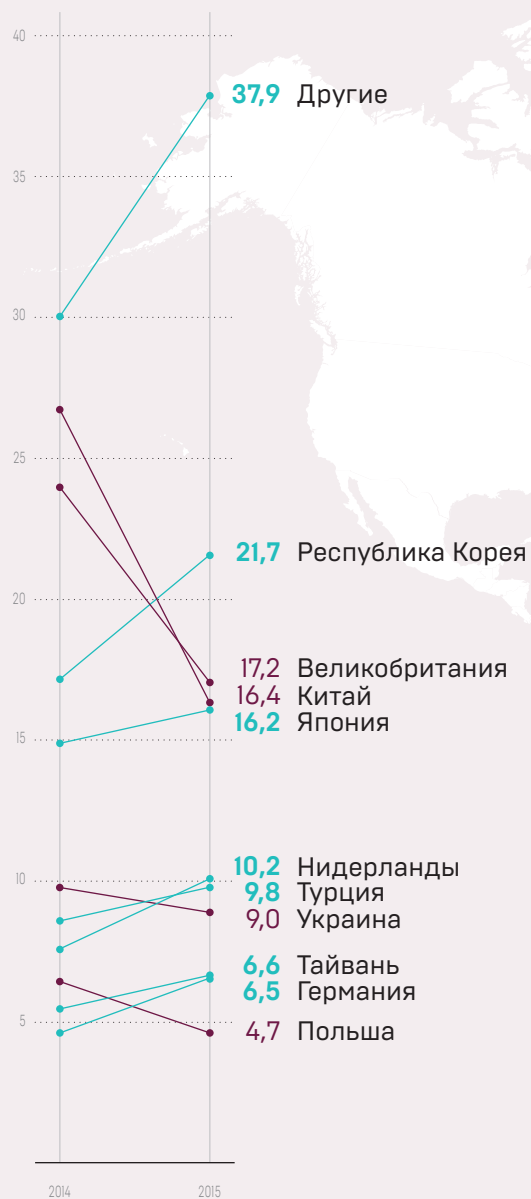 40
37,9 Другие
35
30
25
21,7 Республика Корея
20
17,2 Великобритания
16,4 Китай
16,2 Япония
15
10,2 Нидерланды
10
9,8 Турция
9,0 Украина
6,6 Тайвань
6,5 Германия
5
4,7 Польша
2014 2015